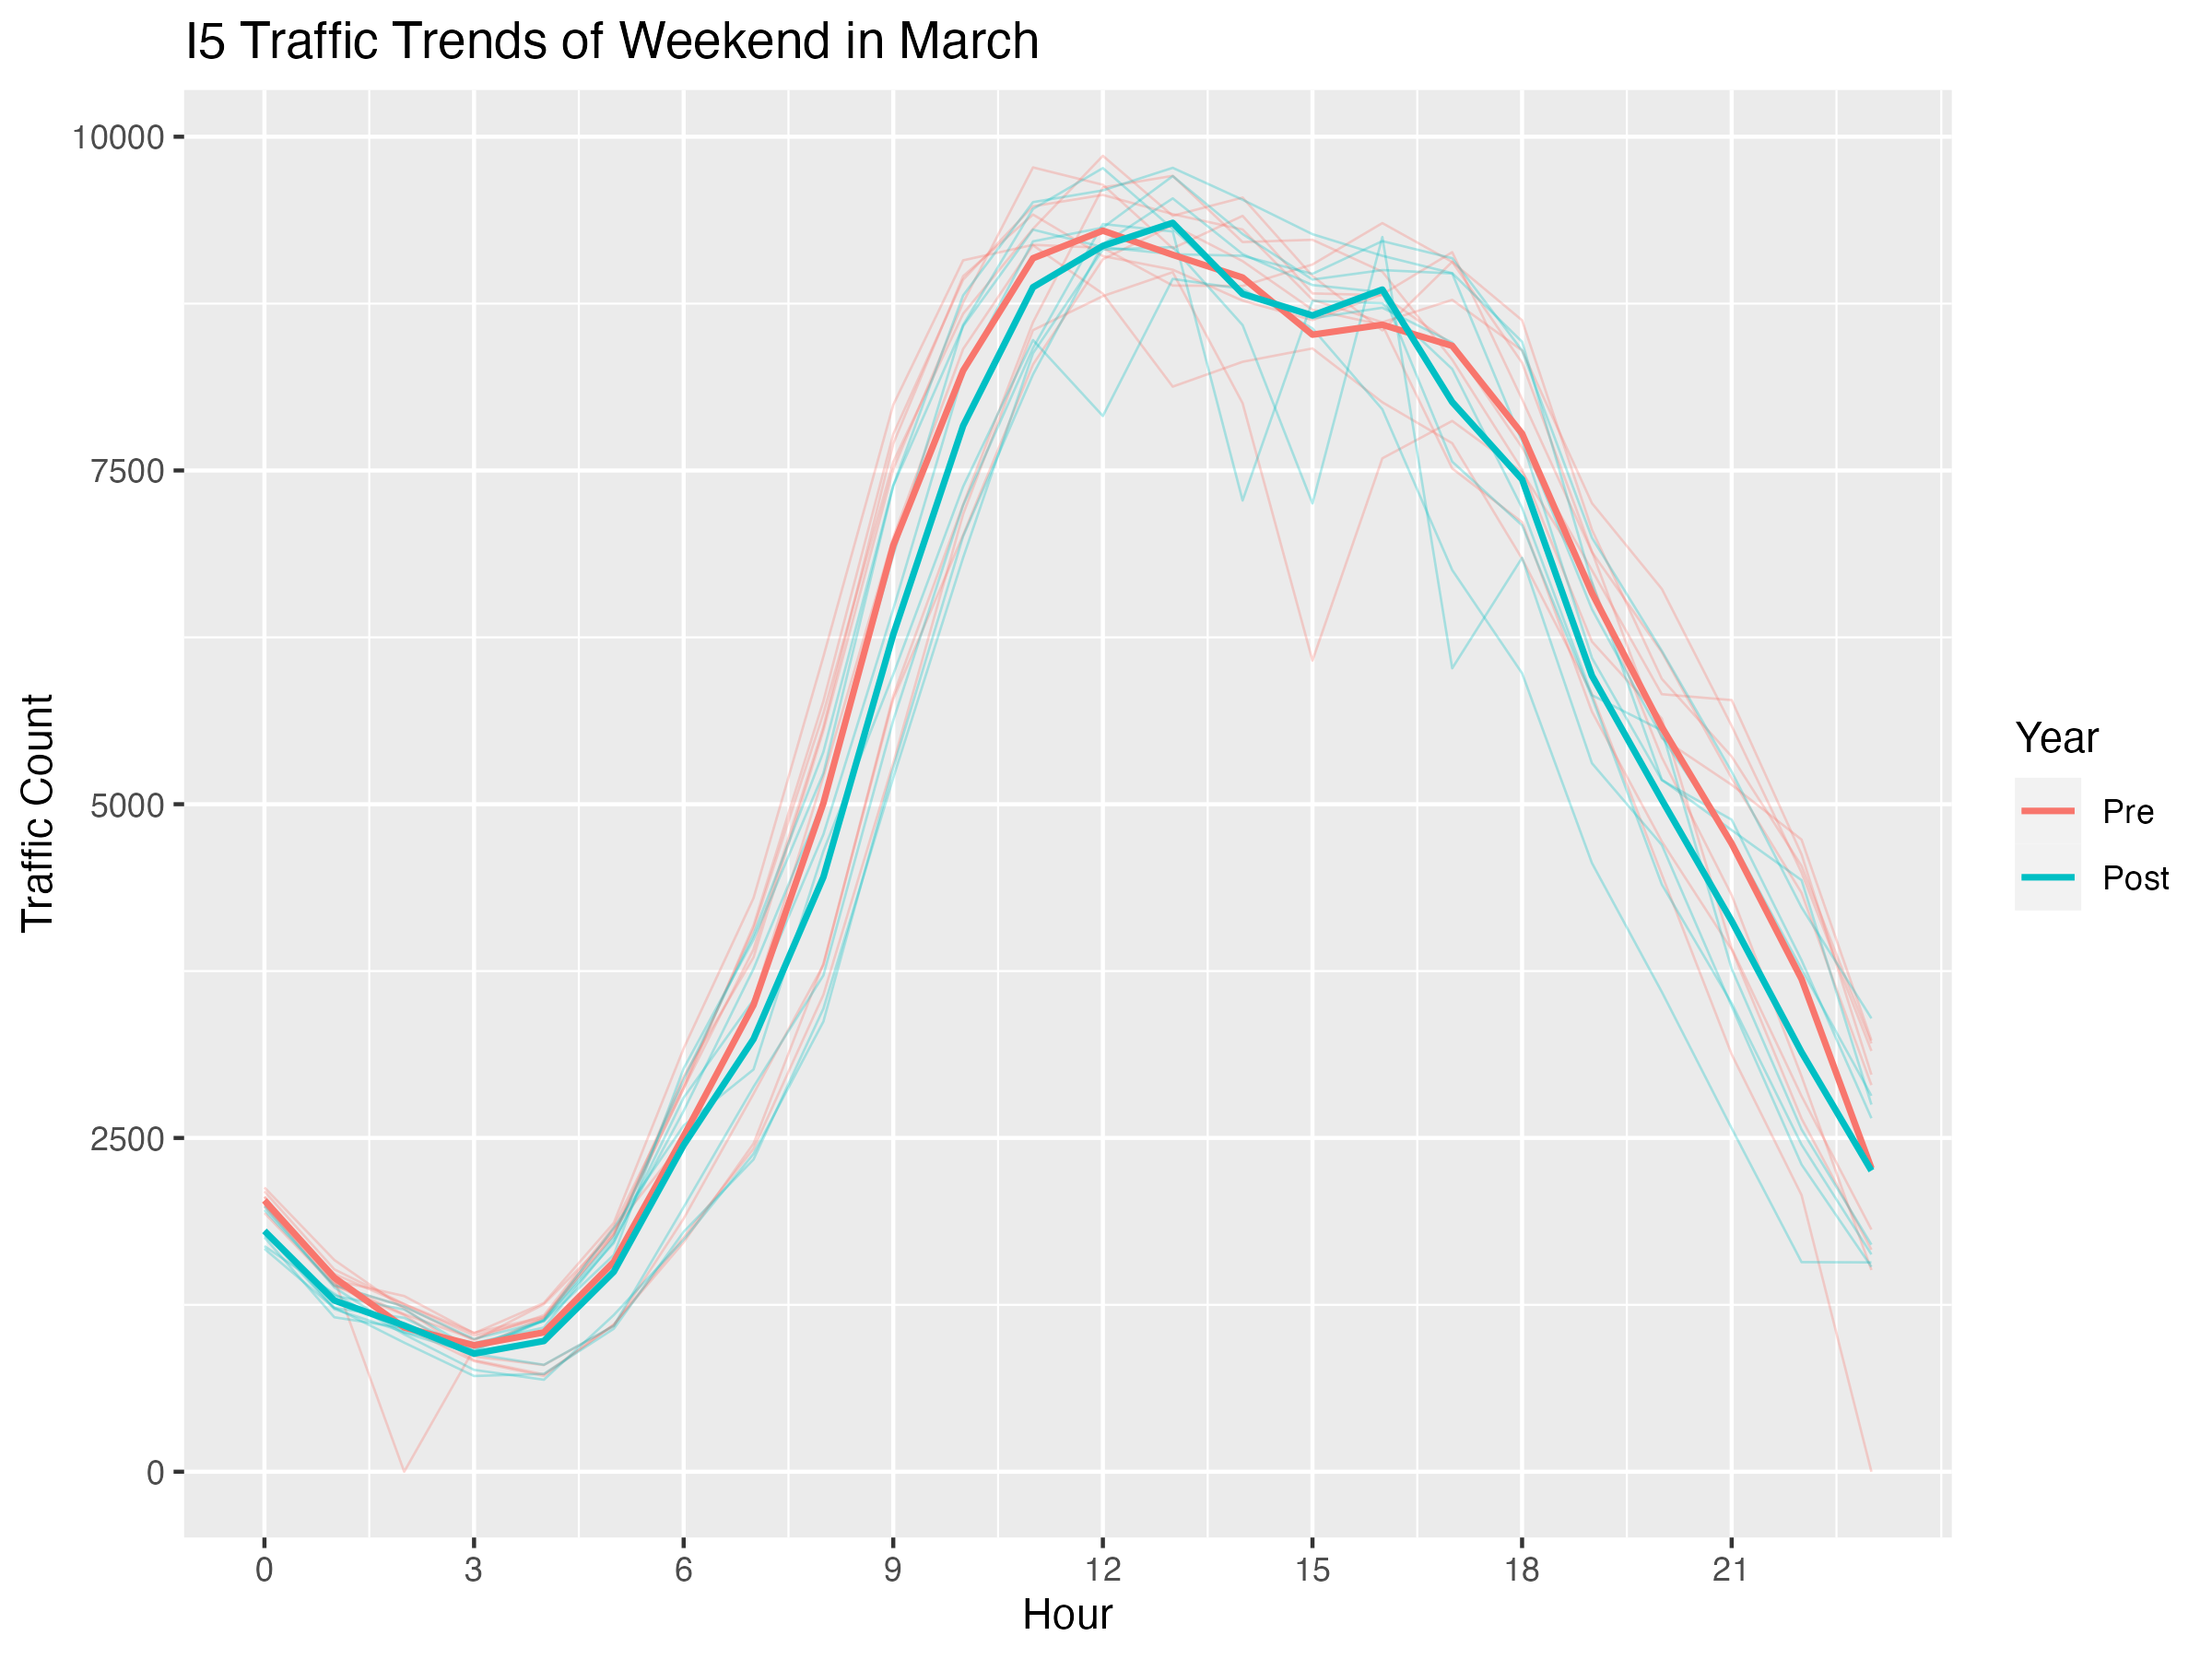 I5 Traffic Trends of Weekend in March
10000
7500
5000
2500
0
Traffic Count
0 3 6 9 12 15 18 21
Hour
Year
Pre
Post